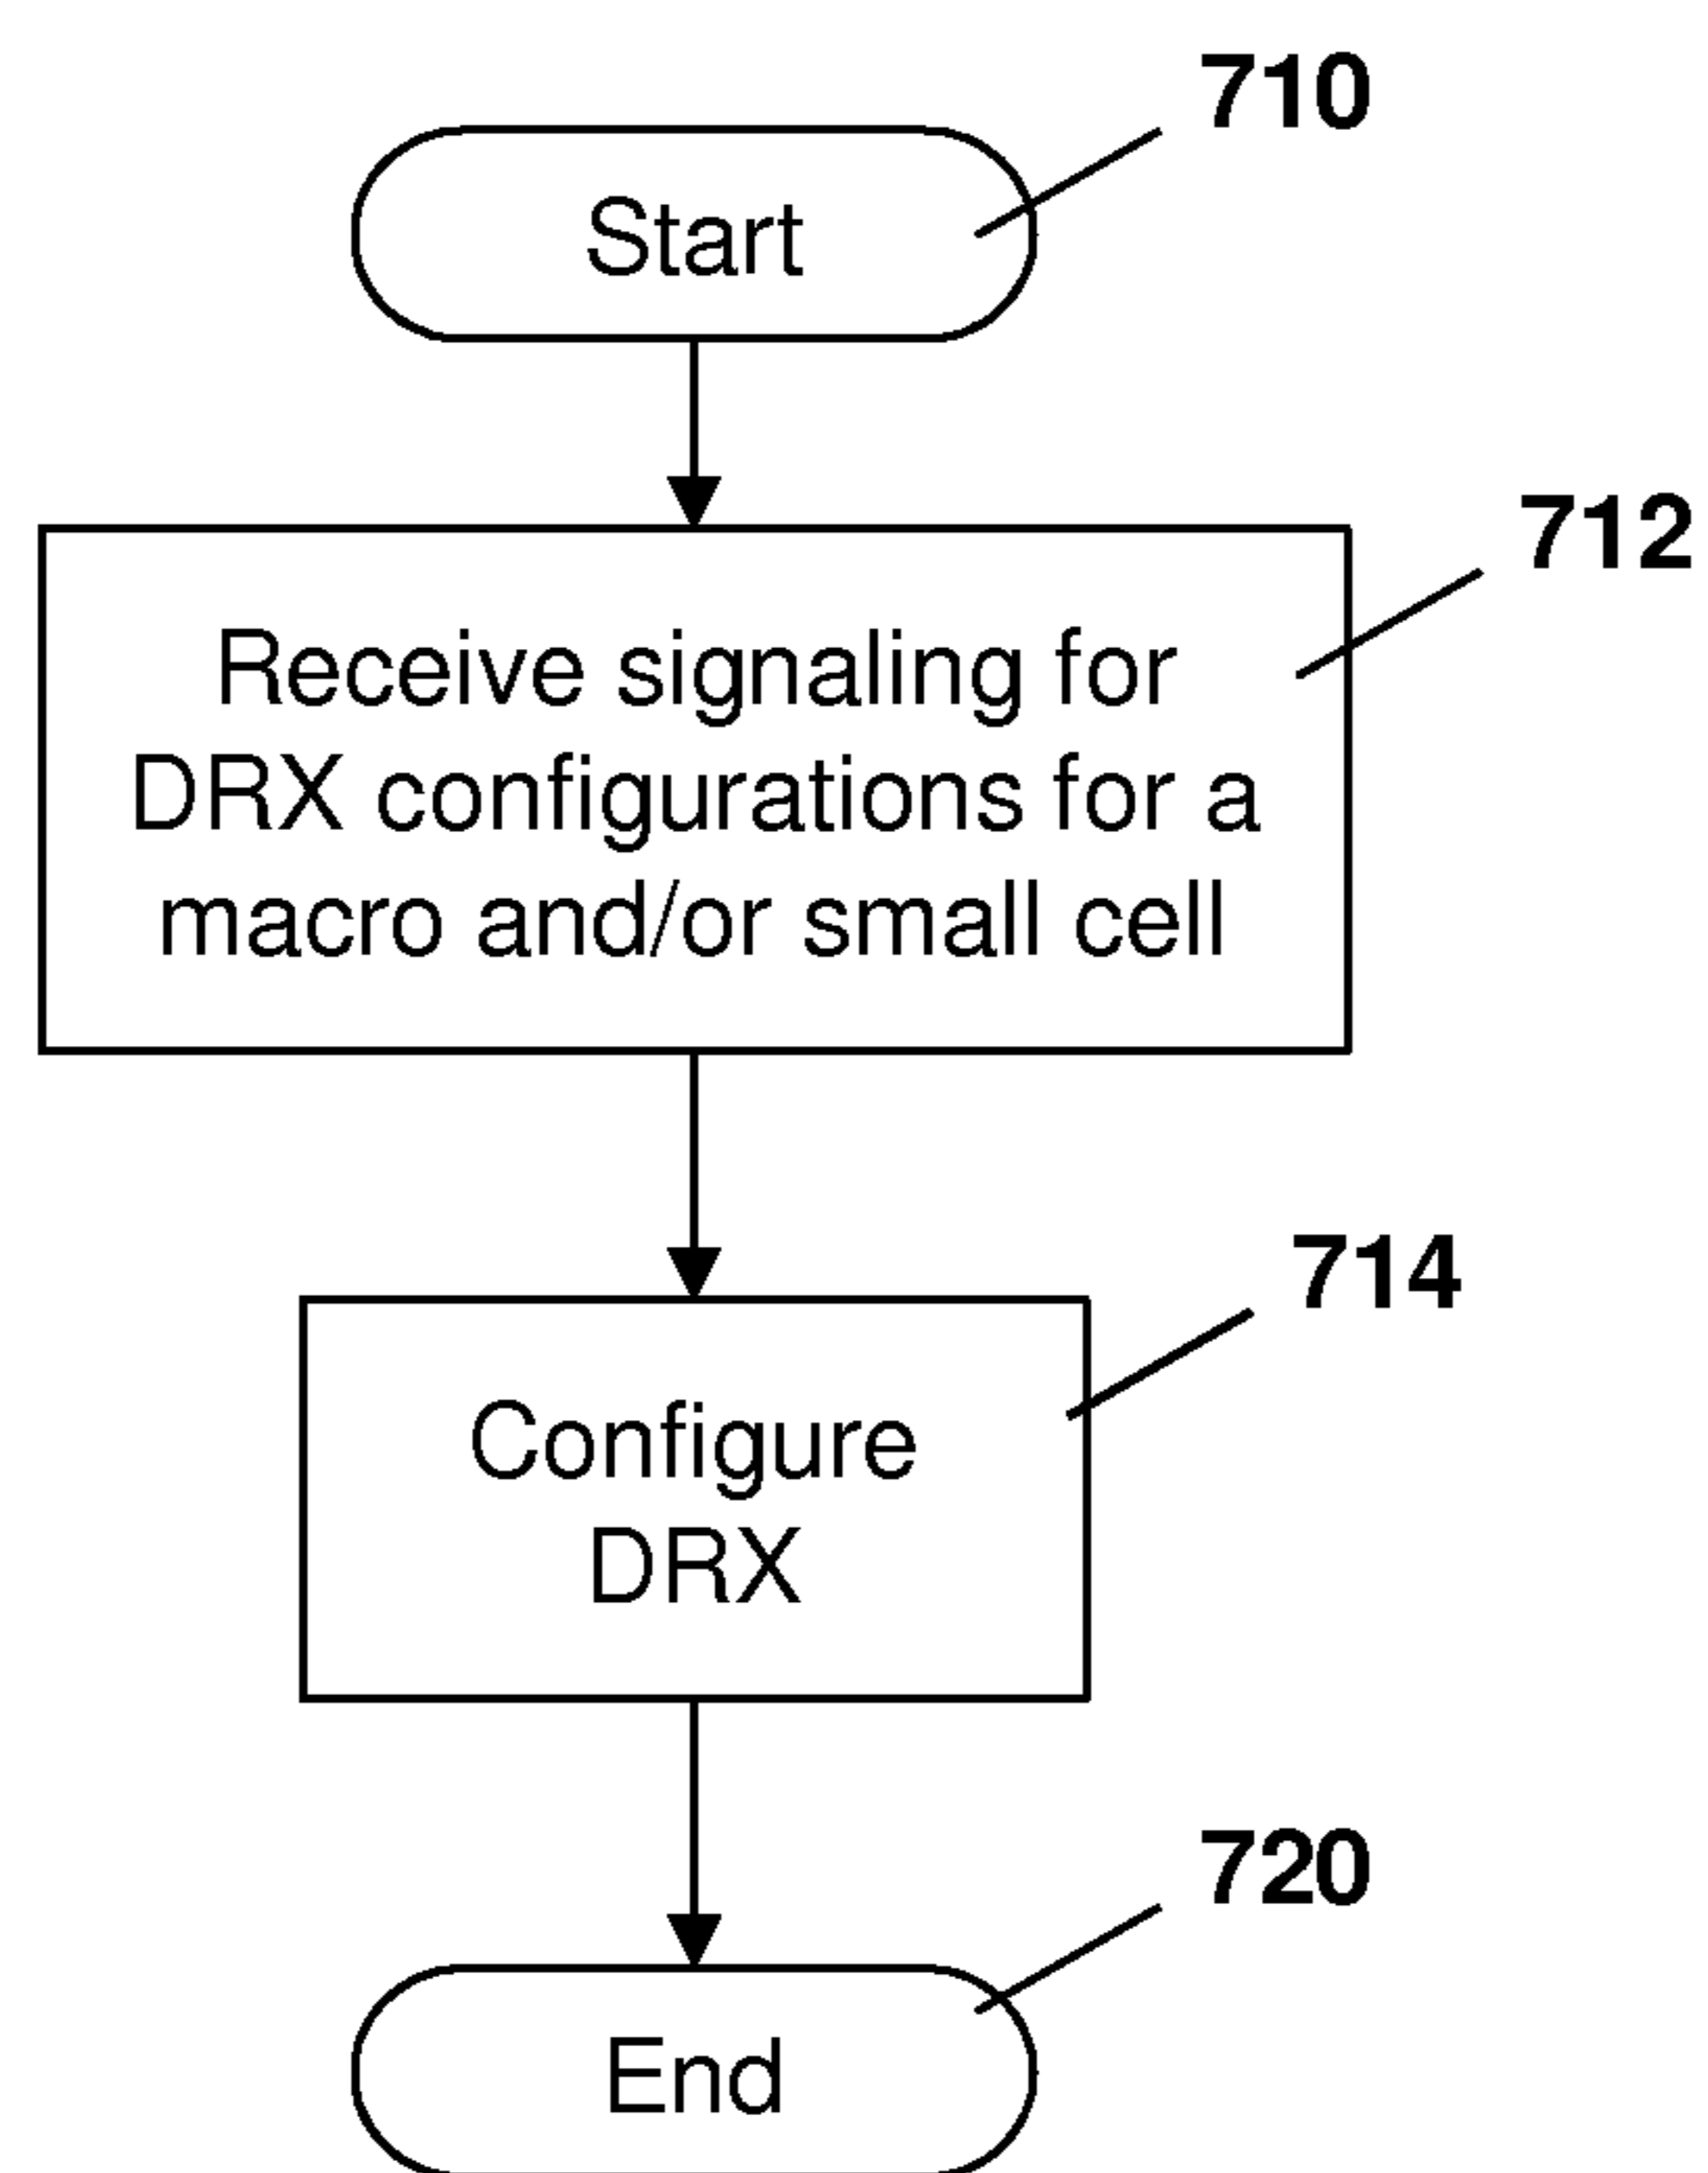 710
Start
712
Receive signaling for
DRX configurations for a
macro and/or small cell
714
Configure
DRX
720
End